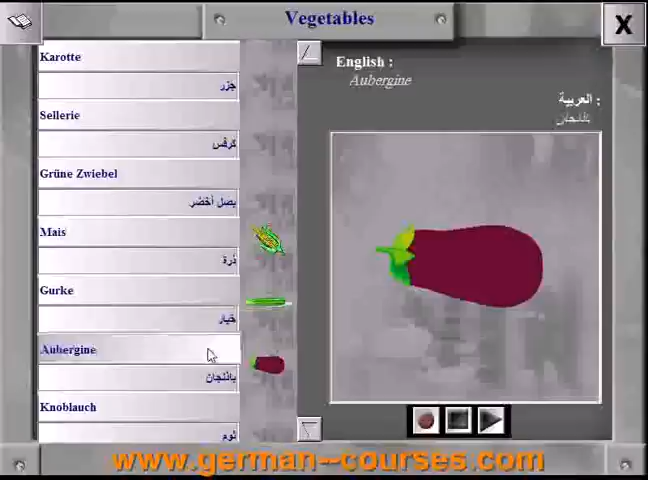 Vegetables
Karotte
جزر
Sellerie
كرفس
Grüne Zwiebel
بصل أخضر
Mais
ذرة
Gurke
خيار
Aubergine
باذنجان
Knoblauch
ثوم
English :
Aubergine
العربية :
باذنجان
www.german--courses.com